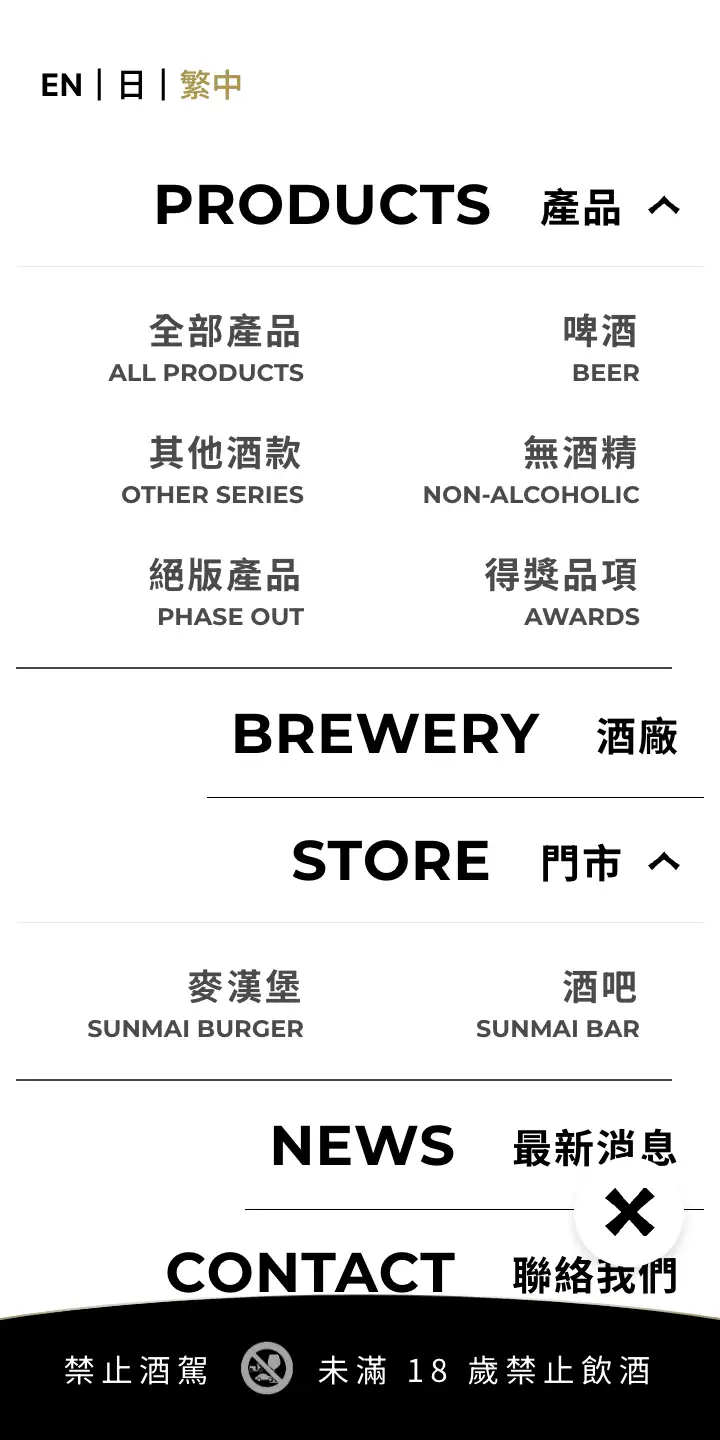 EN | 日 | 繁中
PRODUCTS 產品
全部產品 啤酒
ALL PRODUCTS BEER
其他酒款 無酒精
OTHER SERIES NON-ALCOHOLIC
絕版產品 得獎品項
PHASE OUT AWARDS
BREWERY 酒廠
STORE 門市
麥漢堡 酒吧
SUNMAI BURGER SUNMAI BAR
NEWS 最新消息
CONTACT 聯絡我們
禁止酒駕 未滿 18 歲禁止飲酒